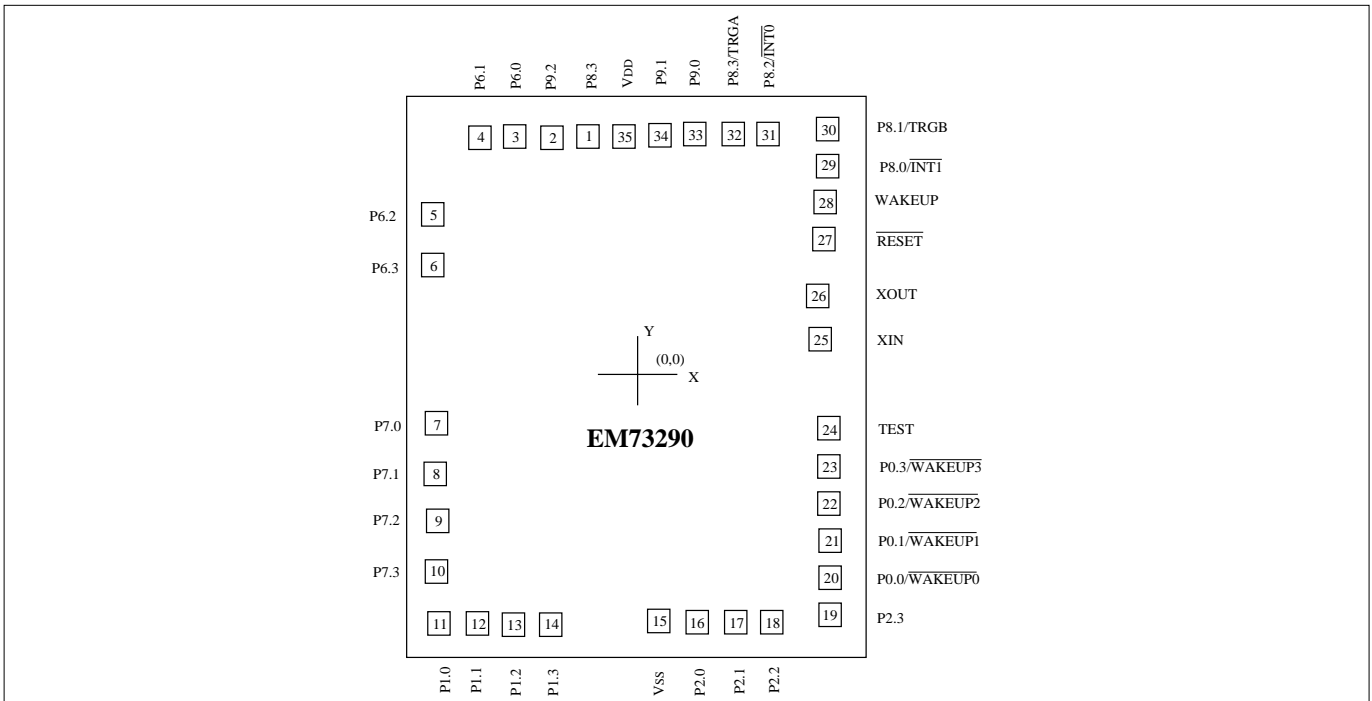 P6.1 P6.0 P9.2 P8.3 VDD P9.1 P9.0 P8.3/TRGA P8.2/INT0
4 3 2 1 35 34 33 32 31 30 P8.1/TRGB
29 P8.0/INT1
28 WAKEUP
P6.2 5
27 RESET
P6.3 6
26 XOUT
Y
25 XIN
(0,0)
X
P7.0 7
24 TEST
EM73290
P7.1 8
23 P0.3/WAKEUP3
22 P0.2/WAKEUP2
P7.2 9
21 P0.1/WAKEUP1
P7.3 10
20 P0.0/WAKEUP0
19 P2.3
11 12 13 14 15 16 17 18
P1.0 P1.1 P1.2 P1.3 VSS P2.0 P2.1 P2.2